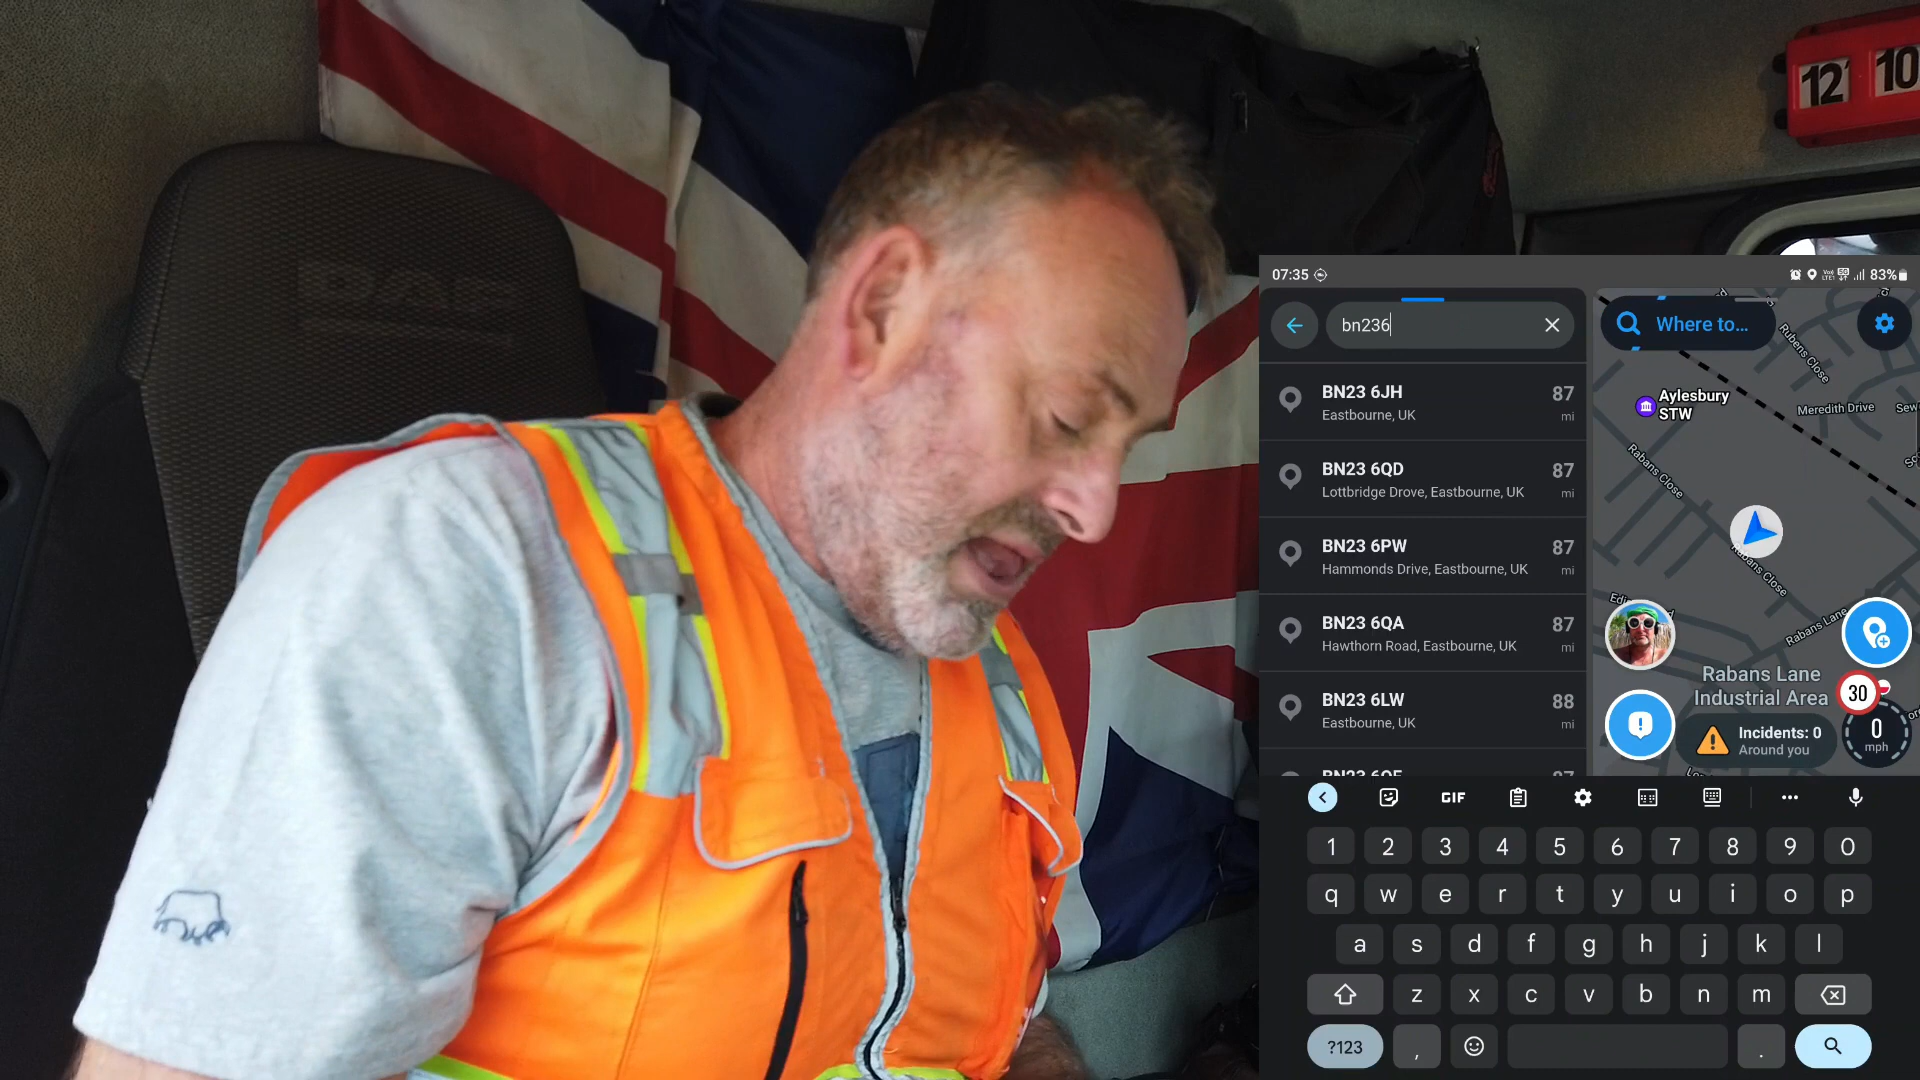 12 10
DAF
07:35
83%
bn236
BN23 6JH
Eastbourne, UK
87
mi
BN23 6QD
Lottbridge Drove, Eastbourne, UK
87
mi
BN23 6PW
Hammonds Drive, Eastbourne, UK
87
mi
BN23 6QA
Hawthorn Road, Eastbourne, UK
87
mi
BN23 6LW
Eastbourne, UK
88
mi
Where to...
Rubens Close
Aylesbury
STW
Meredith Drive
Rabans Close
Rabans Close
Rabans Lane
Rabans Lane
Industrial Area
30
Incidents: 0
Around you
0
mph
GIF
1 2 3 4 5 6 7 8 9 0
q w e r t y u i o p
a s d f g h j k l
z x c v b n m
?123 , .